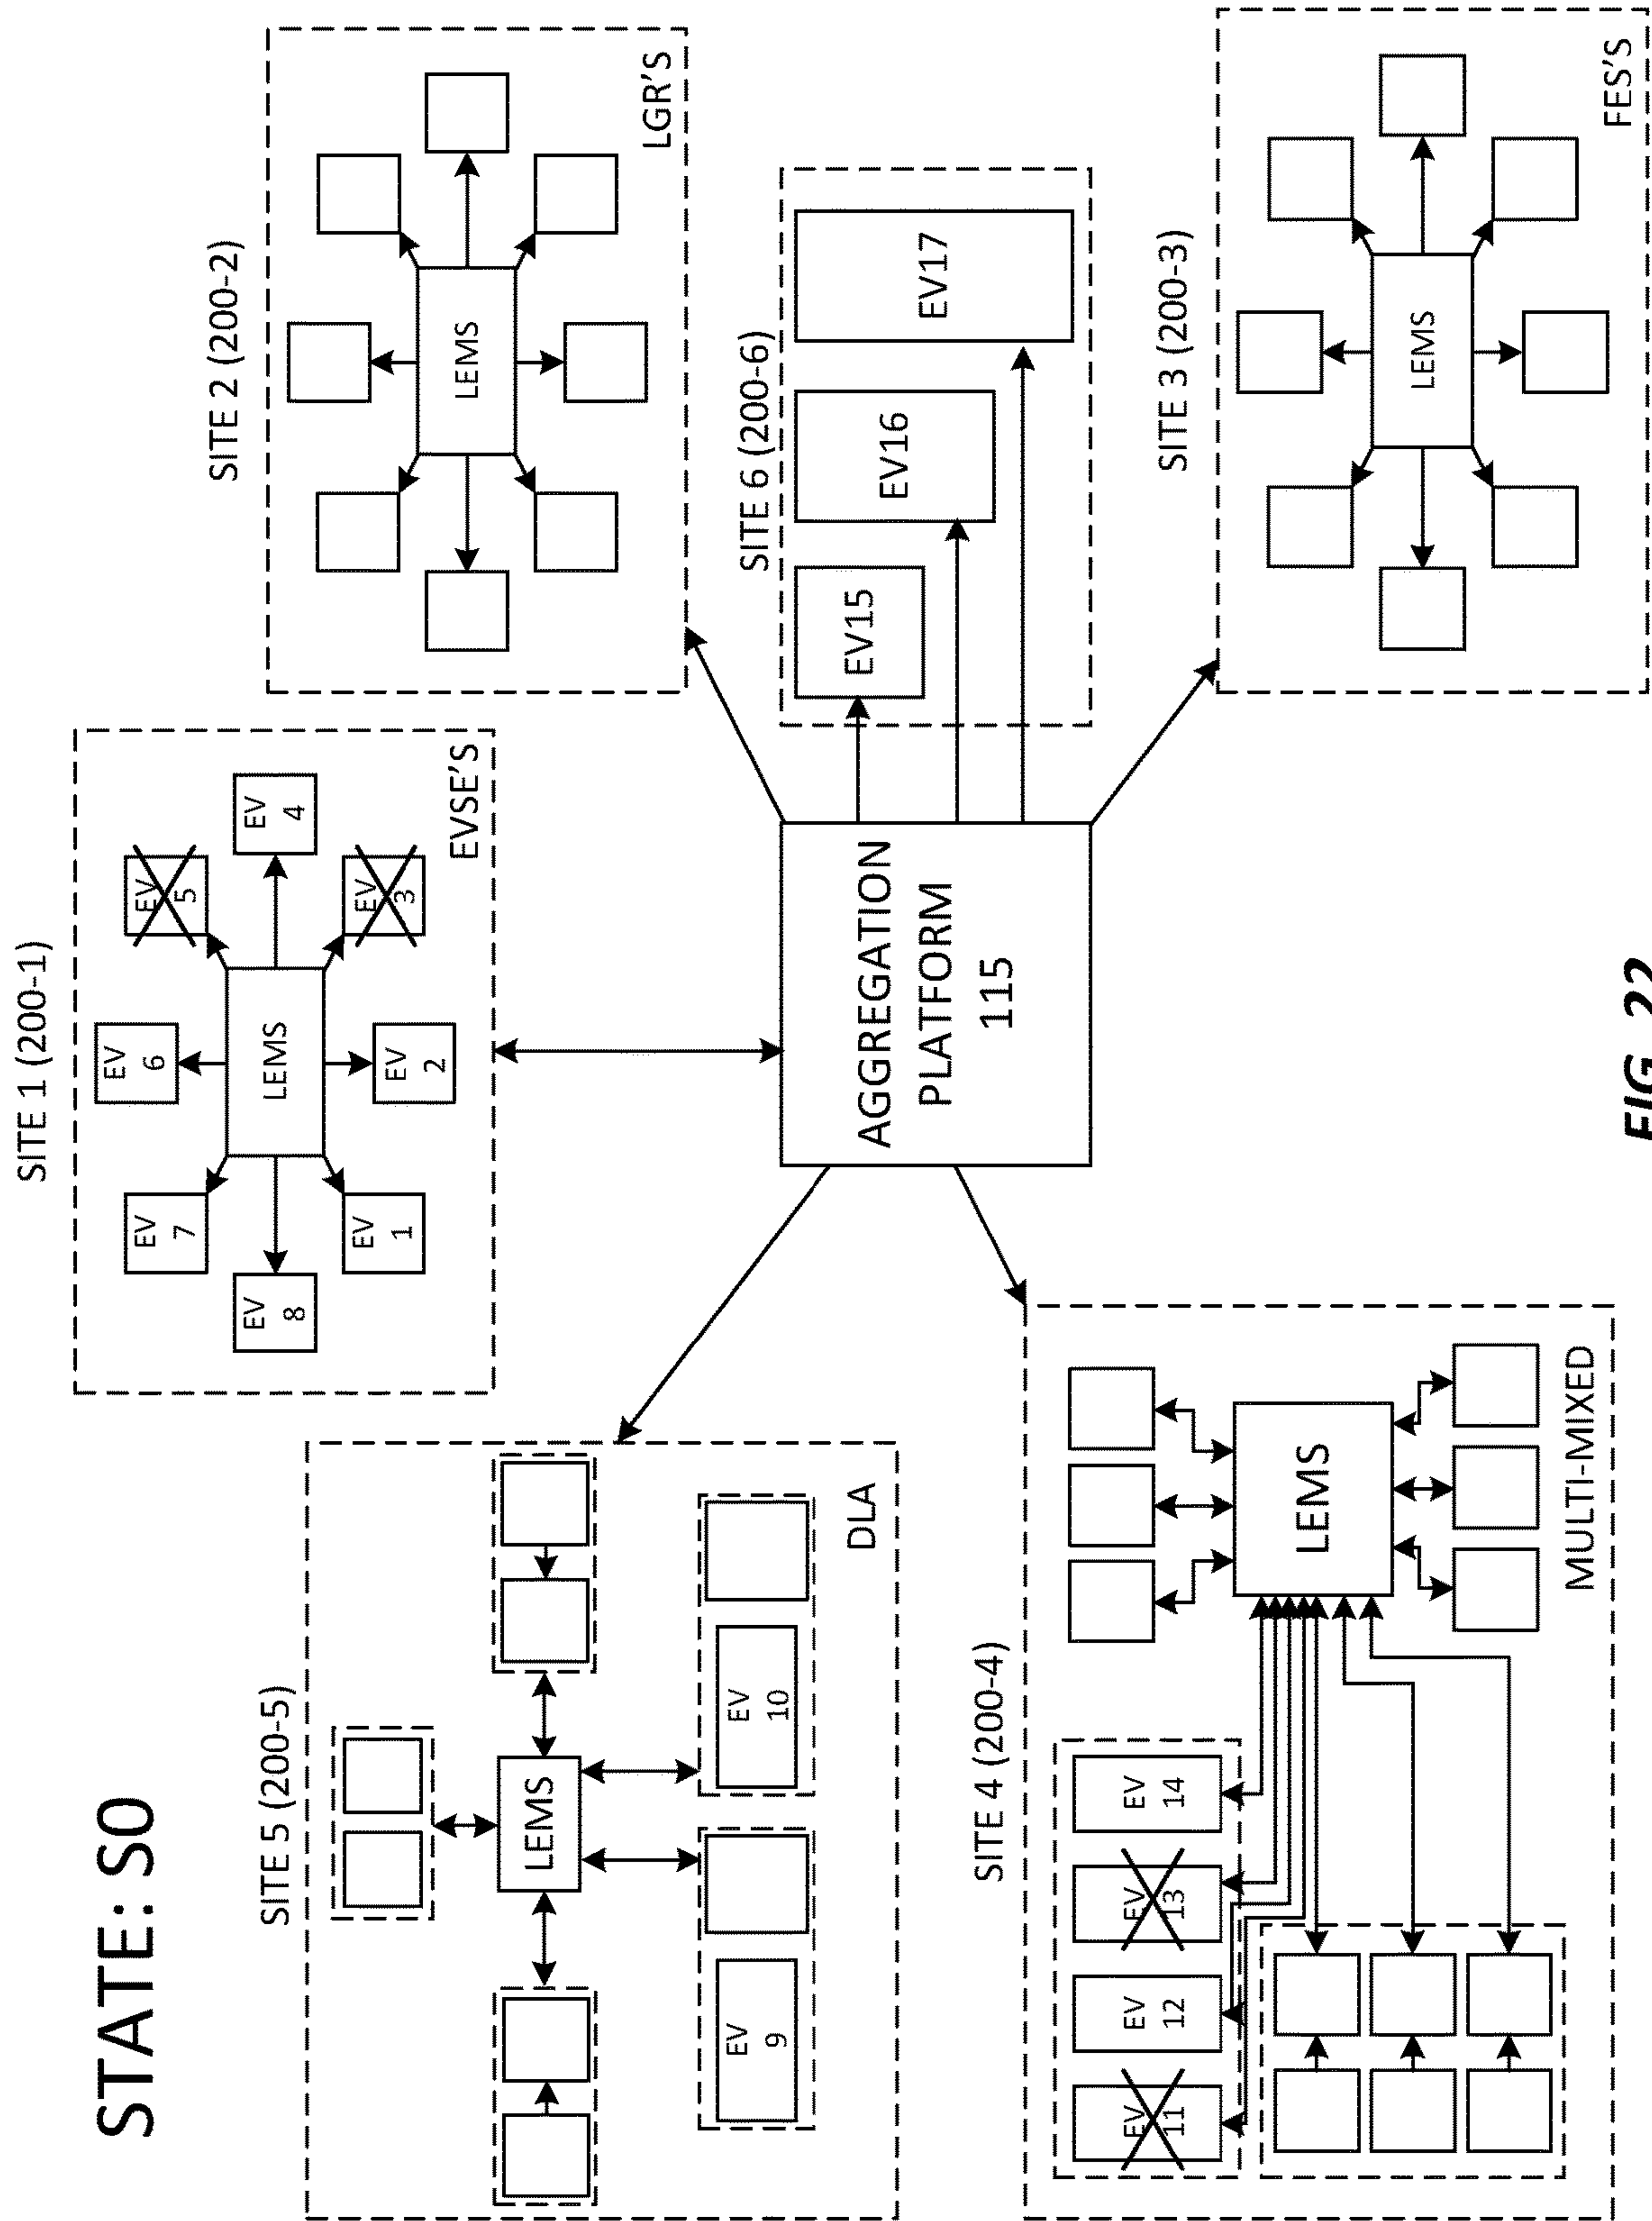 STATE: S0
SITE 1 (200-1)
EV
7
EV
6
EV
5
EV
8
LEMS
EV
4
EV
1
EV
2
EV
3
EVSE'S
SITE 2 (200-2)
LEMS
LGR'S
SITE 5 (200-5)
LEMS
EV
9
EV
10
DLA
AGGREGATION
PLATFORM
115
SITE 6 (200-6)
EV15
EV16
EV17
SITE 4 (200-4)
EV
11
EV
12
EV
13
EV
14
LEMS
MULTI-MIXED
SITE 3 (200-3)
LEMS
FES'S
FIG. 22